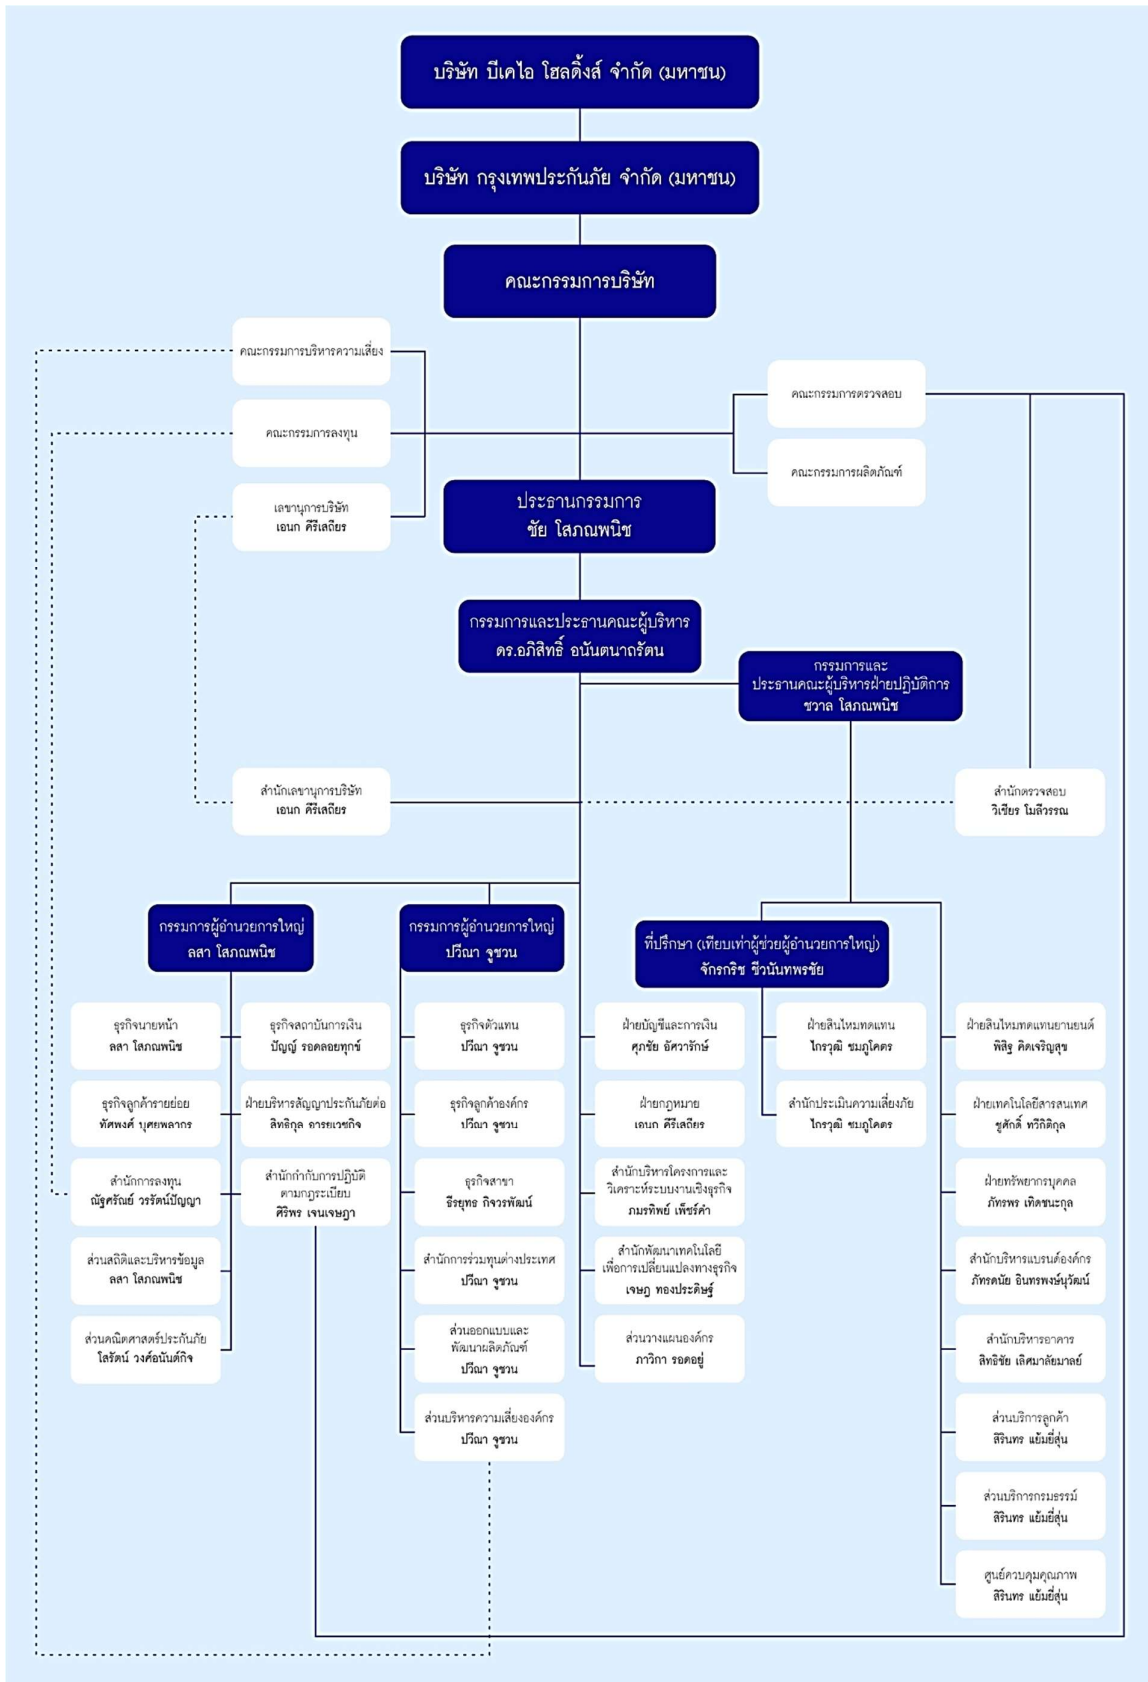 บริษัท บีเคไอ โฮลดิ้งส์ จำกัด (มหาชน)
บริษัท กรุงเทพประกันภัย จำกัด (มหาชน)
คณะกรรมการบริษัท
คณะกรรมการบริหารความเสี่ยง
คณะกรรมการลงทุน
เลขานุการบริษัท
เอนก คีรีเสถียร
คณะกรรมการตรวจสอบ
คณะกรรมการผลิตภัณฑ์
ประธานกรรมการ
ชัย โสภณพนิช
กรรมการและประธานคณะผู้บริหาร
ดร.อภิสิทธิ์ อนันตนาถรัตน
กรรมการและ
ประธานคณะผู้บริหารฝ่ายปฏิบัติการ
ชวาล โสภณพนิช
สำนักเลขานุการบริษัท
เอนก คีรีเสถียร
สำนักตรวจสอบ
วิเชียร โมลีวรรณ
กรรมการผู้อำนวยการใหญ่
ลสา โสภณพนิช
กรรมการผู้อำนวยการใหญ่
ปวีณา จูชวน
ที่ปรึกษา (เทียบเท่าผู้ช่วยผู้อำนวยการใหญ่)
จักรกริช ชีวนันทพรชัย
ธุรกิจนายหน้า
ลสา โสภณพนิช
ธุรกิจสถาบันการเงิน
ปัญญ์ รอดลอยทุกข์
ธุรกิจลูกค้ารายย่อย
ทัศพงศ์ บุศยพลากร
ฝ่ายบริหารสัญญาประกันภัยต่อ
สิทธิกุล อารยเวชกิจ
สำนักการลงทุน
ณัฐศรัณย์ วรรัตน์ปัญญา
สำนักกำกับการปฏิบัติ
ตามกฎระเบียบ
ศิริพร เจนเจษฎา
ส่วนสถิติและบริหารข้อมูล
ลสา โสภณพนิช
ส่วนคณิตศาสตร์ประกันภัย
โสรัตน์ วงศ์อนันต์กิจ
ธุรกิจตัวแทน
ปวีณา จูชวน
ธุรกิจลูกค้าองค์กร
ปวีณา จูชวน
ธุรกิจสาขา
ธีรยุทธ กิจวรพัฒน์
สำนักการร่วมทุนต่างประเทศ
ปวีณา จูชวน
ส่วนออกแบบและ
พัฒนาผลิตภัณฑ์
ปวีณา จูชวน
ส่วนบริหารความเสี่ยงองค์กร
ปวีณา จูชวน
ฝ่ายบัญชีและการเงิน
ศุภชัย อัศวารักษ์
ฝ่ายกฎหมาย
เอนก คีรีเสถียร
สำนักบริหารโครงการและ
วิเคราะห์ระบบงานเชิงธุรกิจ
ภมรทิพย์ เพ็ชร์คำ
สำนักพัฒนาเทคโนโลยี
เพื่อการเปลี่ยนแปลงทางธุรกิจ
เจษฎ ทองประดิษฐ์
ส่วนวางแผนองค์กร
ภาวิกา รอดอยู่
ฝ่ายสินไหมทดแทน
ไกรวุฒิ ชมภูโคตร
สำนักประเมินความเสี่ยงภัย
ไกรวุฒิ ชมภูโคตร
ฝ่ายสินไหมทดแทนยานยนต์
พิสิฐ คิดเจริญสุข
ฝ่ายเทคโนโลยีสารสนเทศ
ชูศักดิ์ ทวีกิติกุล
ฝ่ายทรัพยากรบุคคล
ภัทรพร เทิดชนะกุล
สำนักบริหารแบรนด์องค์กร
ภัทรดนัย อินทรพงษ์นุวัฒน์
สำนักบริหารอาคาร
สิทธิชัย เลิศมาลัยมาลย์
ส่วนบริการลูกค้า
สิรินทร แย้มยี่สุ่น
ส่วนบริการกรมธรรม์
สิรินทร แย้มยี่สุ่น
ศูนย์ควบคุมคุณภาพ
สิรินทร แย้มยี่สุ่น